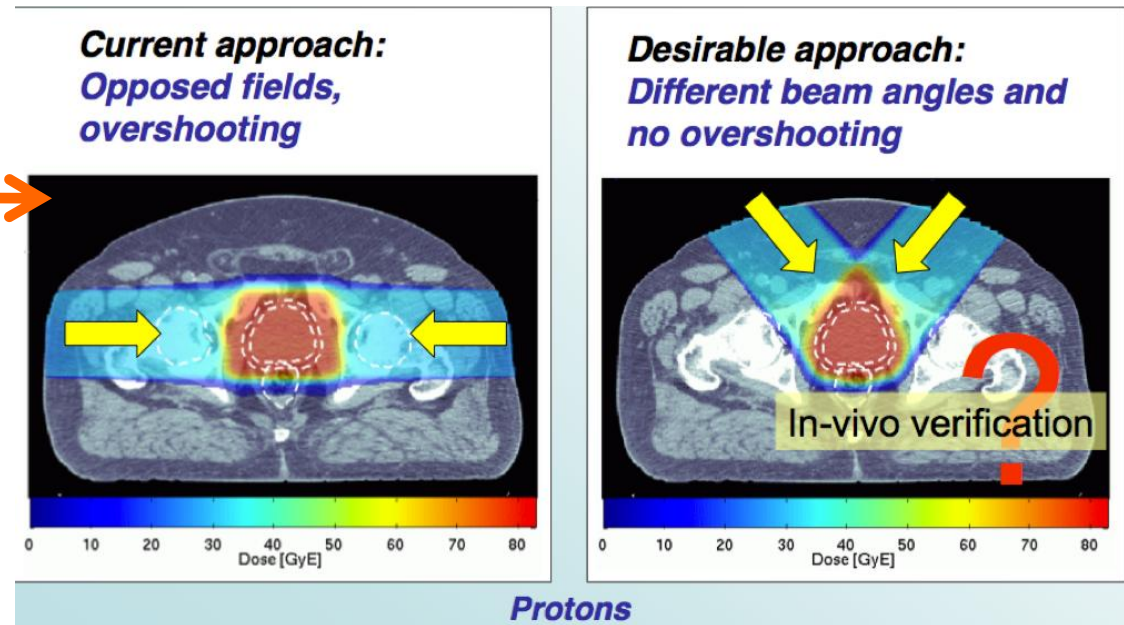 Current approach:
Opposed fields,
overshooting
0 10 20 30 40 50 60 70 80
Dose [GyE]
Desirable approach:
Different beam angles and
no overshooting
?
In-vivo verification
0 10 20 30 40 50 60 70 80
Dose [GyE]
Protons